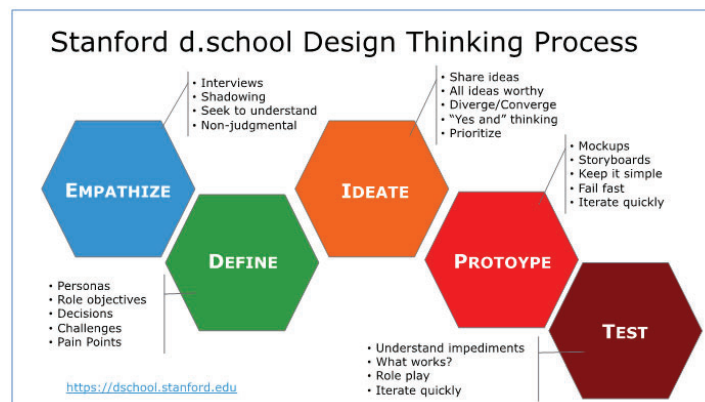 Stanford d.school Design Thinking Process
• Interviews
• Shadowing
• Seek to understand
• Non-judgmental
EMPATHIZE
• Personas
• Role objectives
• Decisions
• Challenges
• Pain Points
DEFINE
• Share ideas
• All ideas worthy
• Diverge/Converge
• "Yes and" thinking
• Prioritize
IDEATE
• Mockups
• Storyboards
• Keep it simple
• Fail fast
• Iterate quickly
PROTOYPE
• Understand impediments
• What works?
• Role play
• Iterate quickly
TEST
https://dschool.stanford.edu